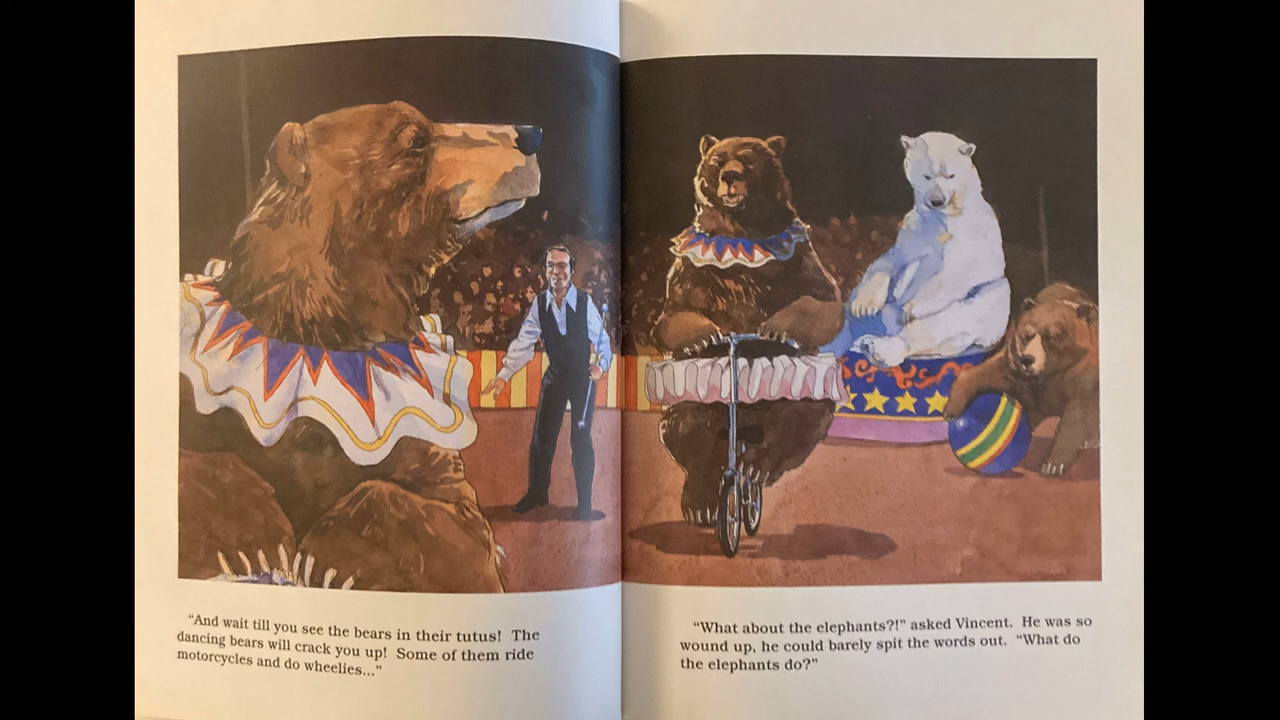 “And wait till you see the bears in their tutus!  The
dancing bears will crack you up!  Some of them ride
motorcycles and do wheelies...”
“What about the elephants?!” asked Vincent.  He was so
wound up, he could barely spit the words out.  “What do
the elephants do?”